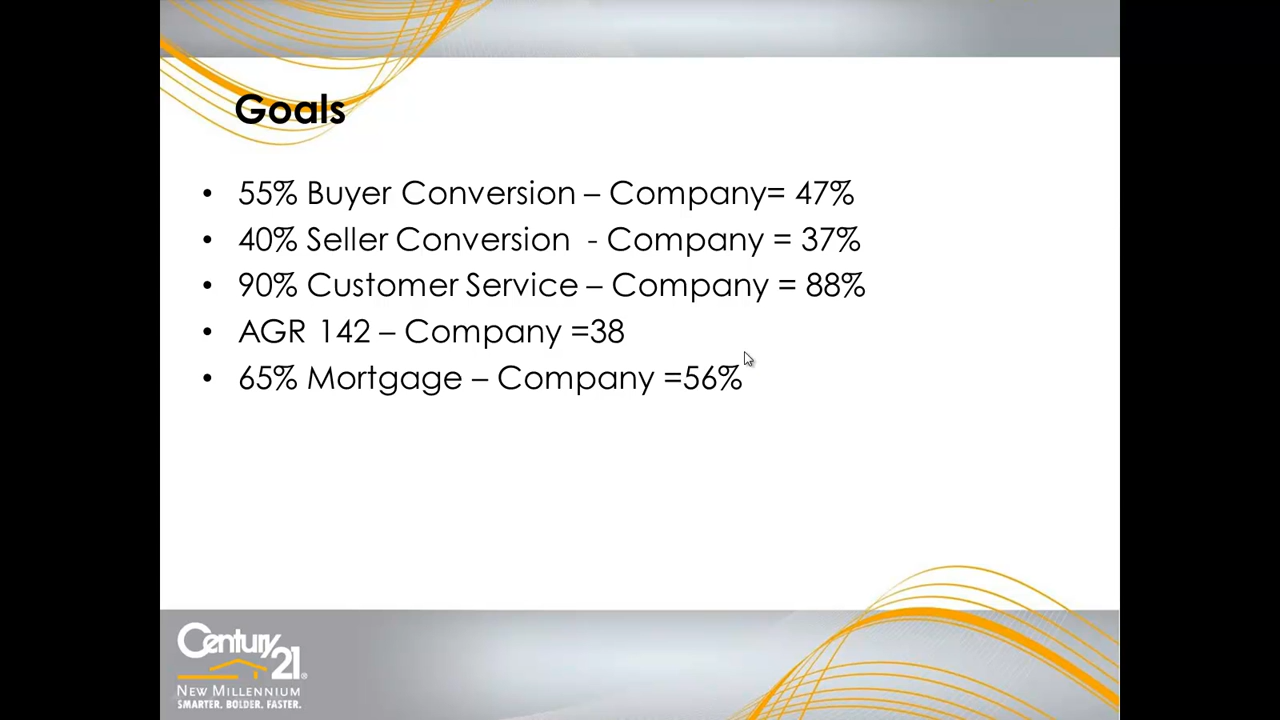 Goals
• 55% Buyer Conversion – Company= 47%
• 40% Seller Conversion - Company = 37%
• 90% Customer Service – Company = 88%
• AGR 142 – Company =38
• 65% Mortgage – Company =56%
Century 21®
NEW MILLENNIUM
SMARTER. BOLDER. FASTER.